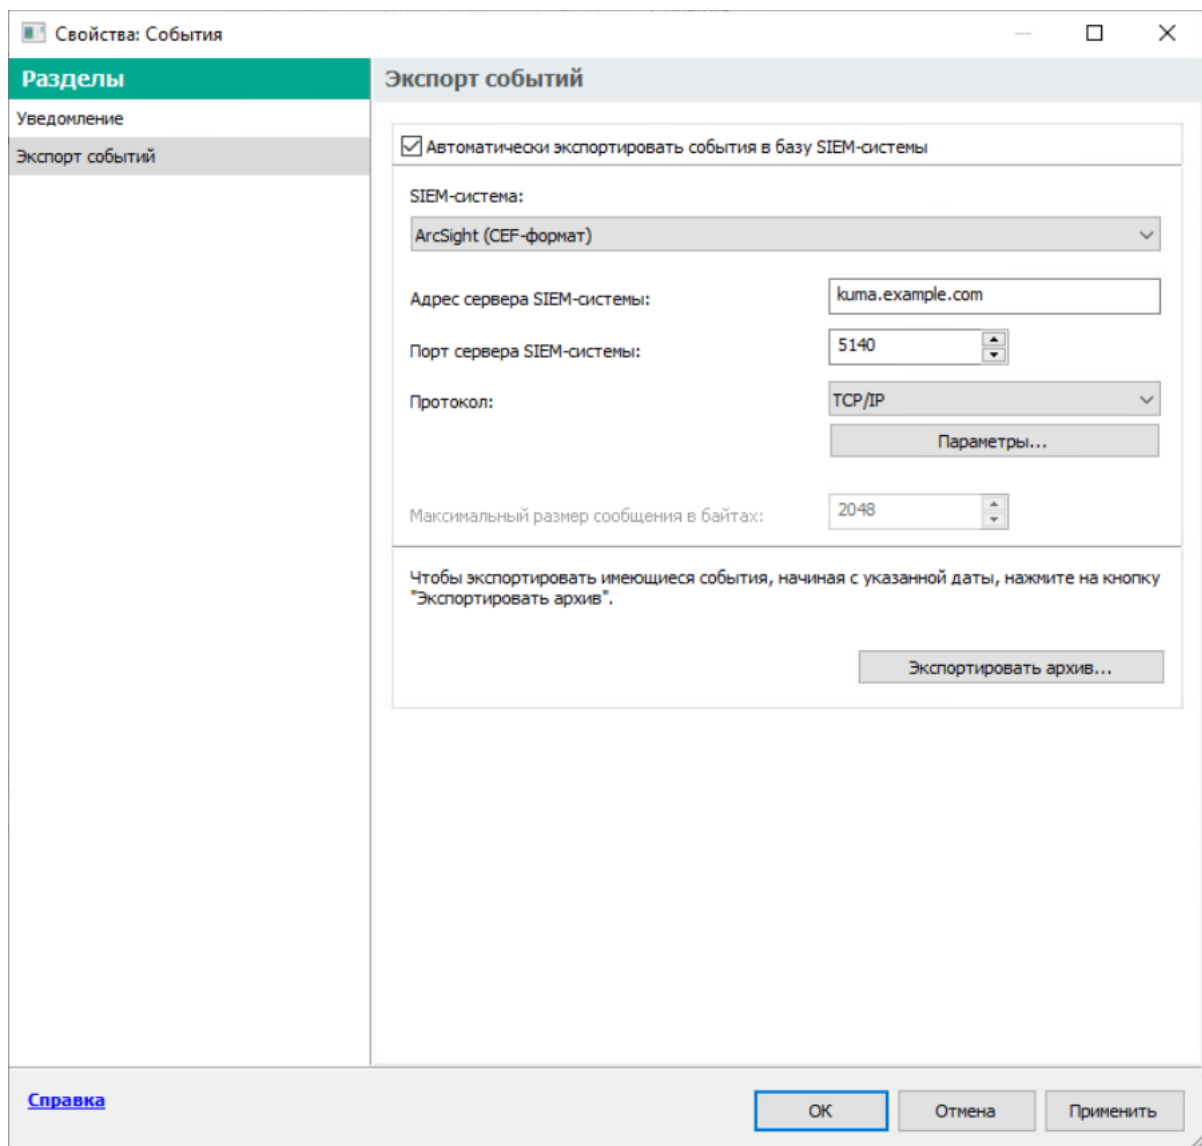 Свойства: События
Разделы
Уведомление
Экспорт событий
Экспорт событий
Автоматически экспортировать события в базу SIEM-системы
SIEM-система:
ArcSight (CEF-формат)
Адрес сервера SIEM-системы:
kuma.example.com
Порт сервера SIEM-системы:
5140
Протокол:
TCP/IP
Параметры...
Максимальный размер сообщения в байтах:
2048
Чтобы экспортировать имеющиеся события, начиная с указанной даты, нажмите на кнопку
"Экспортировать архив".
Экспортировать архив...
Справка
OK
Отмена
Применить